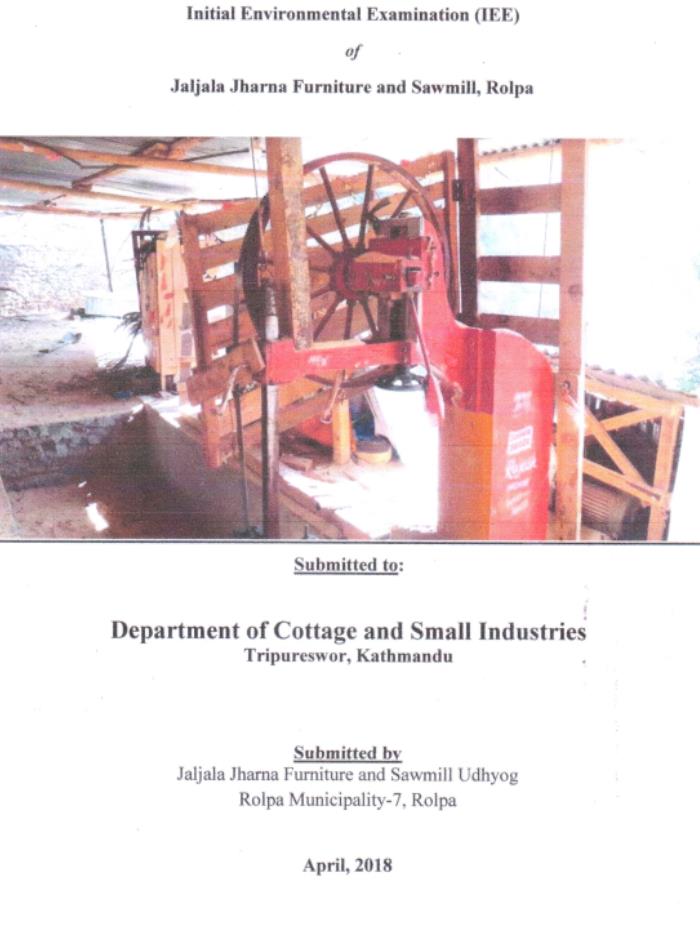 Initial Environmental Examination (IEE)
of
Jaljala Jharna Furniture and Sawmill, Rolpa
Submitted to:
Department of Cottage and Small Industries
Tripureswor, Kathmandu
Submitted by
Jaljala Jharna Furniture and Sawmill Udhyog
Rolpa Municipality-7, Rolpa
April, 2018